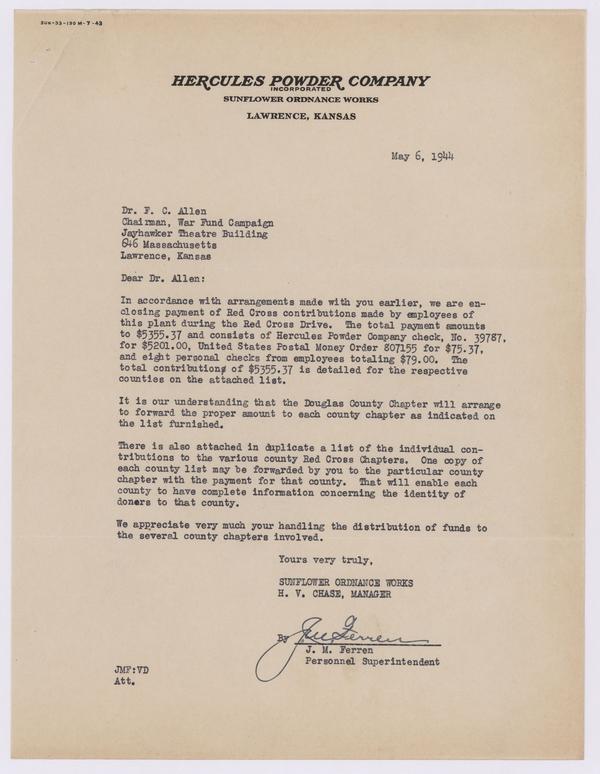 SUN-33-190 M-7-43
HERCULES POWDER COMPANY
INCORPORATED
SUNFLOWER ORDNANCE WORKS
LAWRENCE, KANSAS
May 6, 1944
Dr. F. C. Allen
Chairman, War Fund Campaign
Jayhawker Theatre Building
646 Massachusetts
Lawrence, Kansas
Dear Dr. Allen:
In accordance with arrangements made with you earlier, we are en-
closing payment of Red Cross contributions made by employees of
this plant during the Red Cross Drive. The total payment amounts
to $5355.37 and consists of Hercules Powder Company check, No. 39787,
for $5201.00, United States Postal Money Order 807155 for $75.37,
and eight personal checks from employees totaling $79.00. The
total contributions of $5355.37 is detailed for the respective
counties on the attached list.
It is our understanding that the Douglas County Chapter will arrange
to forward the proper amount to each county chapter as indicated on
the list furnished.
There is also attached in duplicate a list of the individual con-
tributions to the various county Red Cross Chapters. One copy of
each county list may be forwarded by you to the particular county
chapter with the payment for that county. That will enable each
county to have complete information concerning the identity of
donors to that county.
We appreciate very much your handling the distribution of funds to
the several county chapters involved.
Yours very truly,
SUNFLOWER ORDNANCE WORKS
H. V. CHASE, MANAGER
By J M Ferren
J. M. Ferren
Personnel Superintendent
JMF:VD
Att.